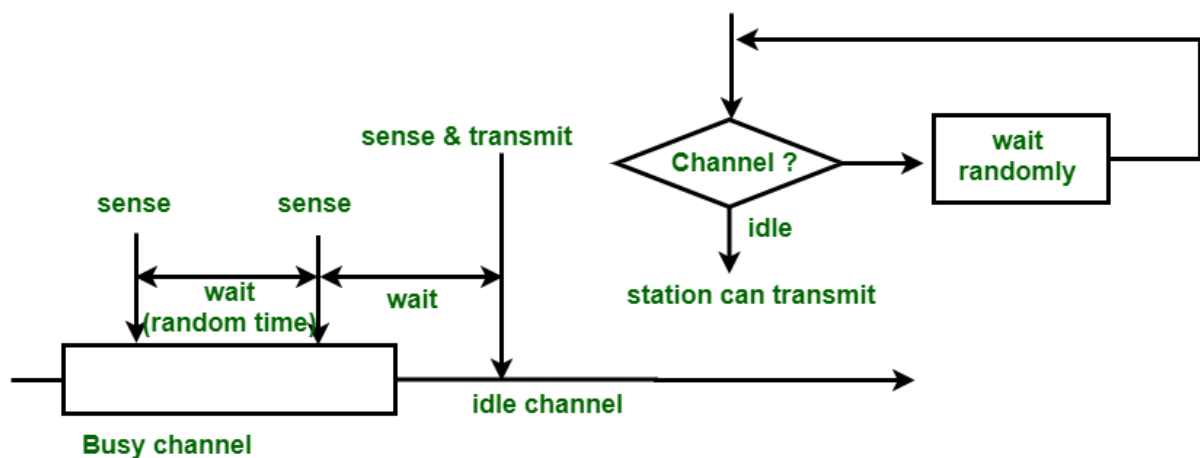 sense & transmit
Channel ?
wait
randomly
sense
sense
idle
wait
(random time)
wait
station can transmit
idle channel
Busy channel